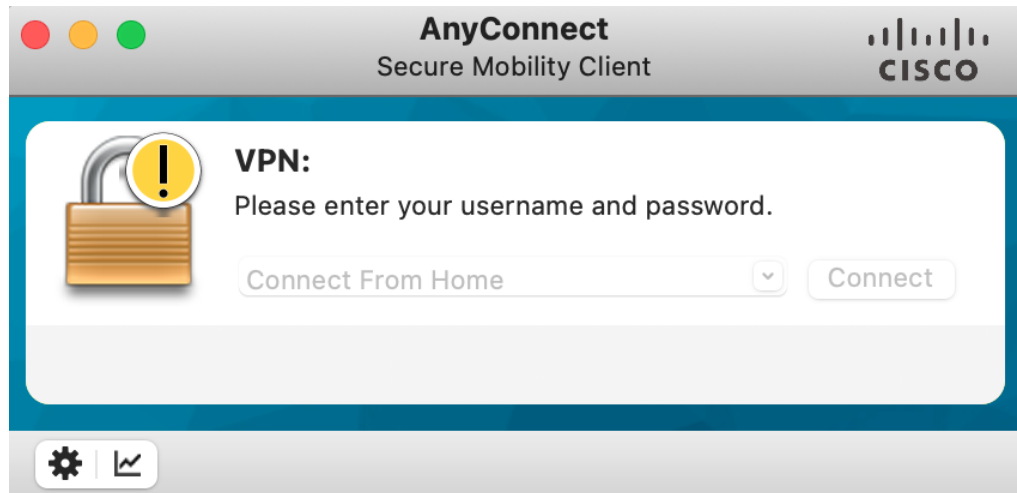 AnyConnect
Secure Mobility Client
CISCO
VPN:
Please enter your username and password.
Connect From Home
Connect